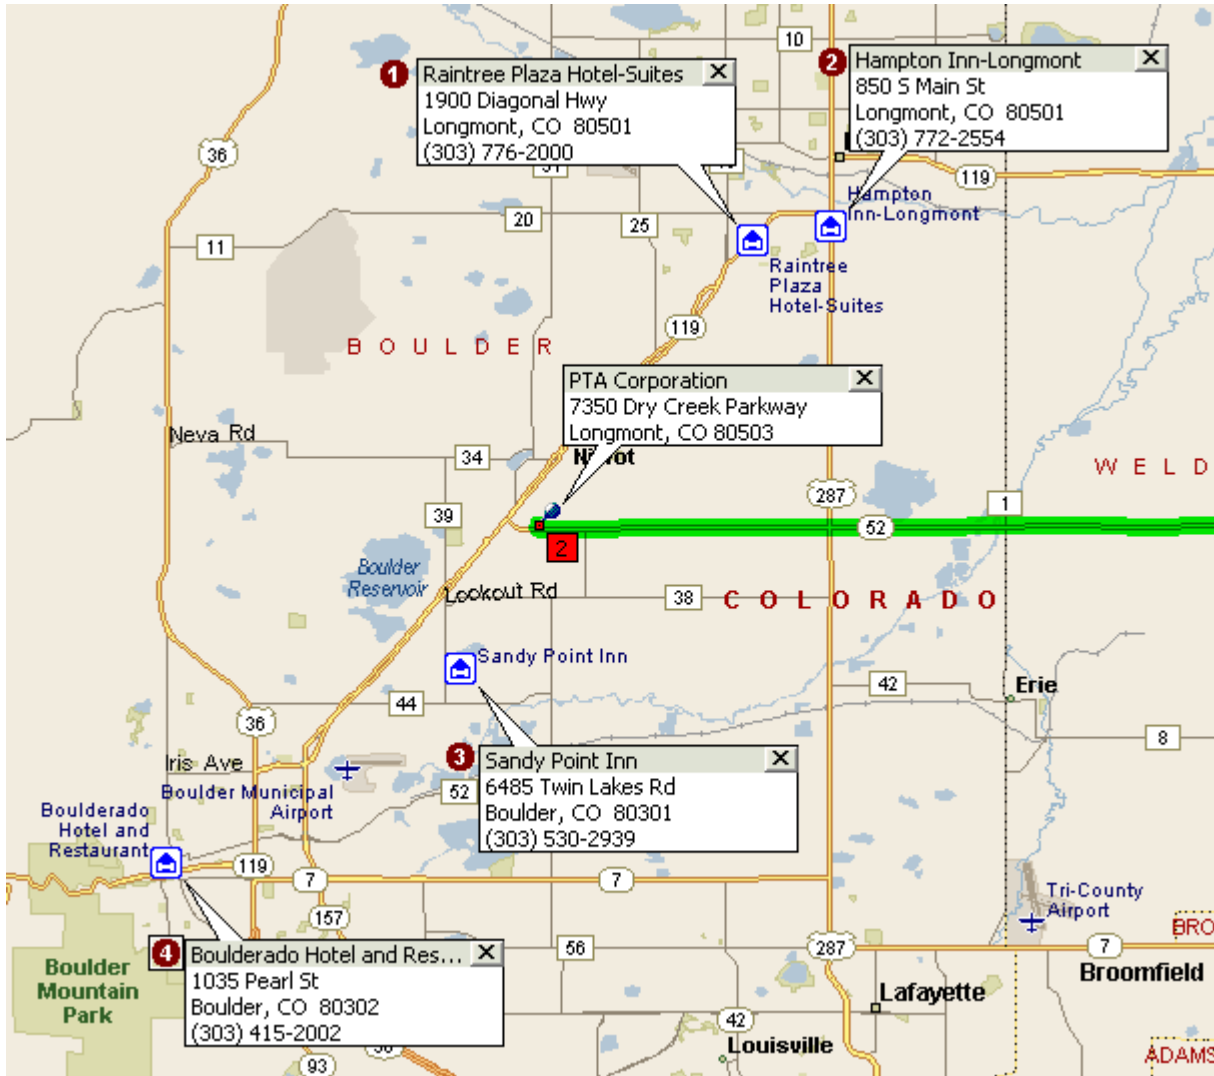 10
1
Raintree Plaza Hotel-Suites
1900 Diagonal Hwy
Longmont, CO 80501
(303) 776-2000
2
Hampton Inn-Longmont
850 S Main St
Longmont, CO 80501
(303) 772-2554
36
119
Hampton
Inn-Longmont
20
25
11
Raintree
Plaza
Hotel-Suites
119
BOULDER
PTA Corporation
7350 Dry Creek Parkway
Longmont, CO 80503
Neva Rd
34
WELD
287
1
39
52
2
Boulder
Reservoir
Lookout Rd
38
COLORADO
Sandy Point Inn
42
Erie
44
36
8
Iris Ave
3
Sandy Point Inn
6485 Twin Lakes Rd
Boulder, CO 80301
(303) 530-2939
Boulder Municipal
Airport
52
Boulderado
Hotel and
Restaurant
119
7
7
Tri-County
Airport
157
BRO
4
Boulderado Hotel and Res...
1035 Pearl St
Boulder, CO 80302
(303) 415-2002
56
287
7
Broomfield
Boulder
Mountain
Park
Lafayette
42
Louisville
93
ADAMS